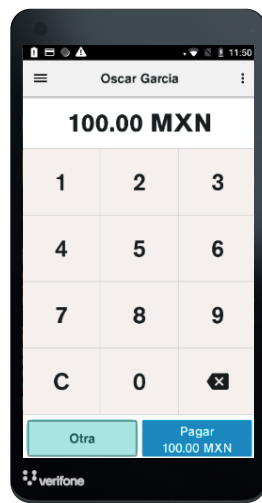 11:50
Oscar Garcia
100.00 MXN
1 2 3
4 5 6
7 8 9
C 0
Otra
Pagar
100.00 MXN
verifone